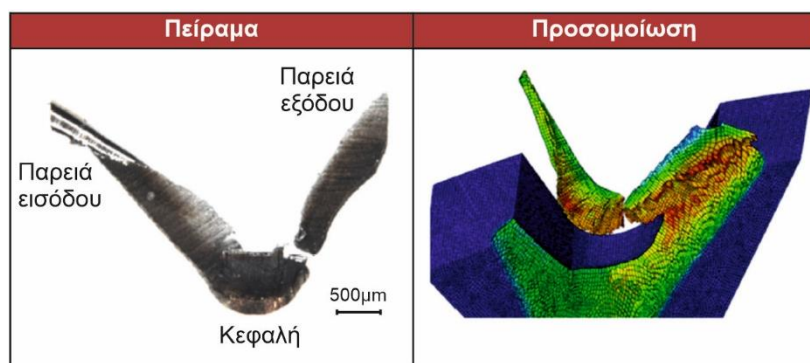 Πείραμα
Προσομοίωση
Παρειά
εξόδου
Παρειά
εισόδου
500μm
Κεφαλή